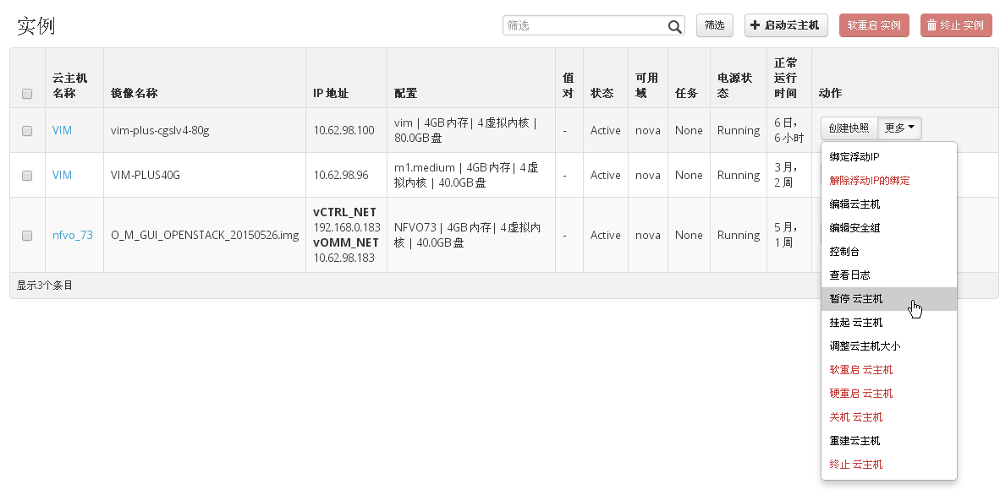 实例
筛选
筛选
启动云主机
软重启 实例
终止 实例
云主机名称
镜像名称
IP 地址
配置
值对
状态
可用域
任务
电源状态
正常运行时间
动作
VIM
vim-plus-cgslv4-80g
10.62.98.100
vim | 4GB内存| 4虚拟内核 |
80.0GB盘
-
Active
nova
None
Running
6日，
6小时
创建快照
更多
VIM
VIM-PLUS40G
10.62.98.96
m1.medium | 4GB内存| 4虚
拟内核 | 40.0GB盘
-
Active
nova
None
Running
3月，
2周
nfvo_73
O_M_GUI_OPENSTACK_20150526.img
vCTRL_NET
192.168.0.183
vOMM_NET
10.62.98.183
NFVO73 | 4GB内存| 4虚拟内
核 | 40.0GB盘
-
Active
nova
None
Running
5月，
1周
显示3个条目
绑定浮动IP
解除浮动IP的绑定
编辑云主机
编辑安全组
控制台
查看日志
暂停 云主机
挂起 云主机
调整云主机大小
软重启 云主机
硬重启 云主机
关机 云主机
重建云主机
终止 云主机